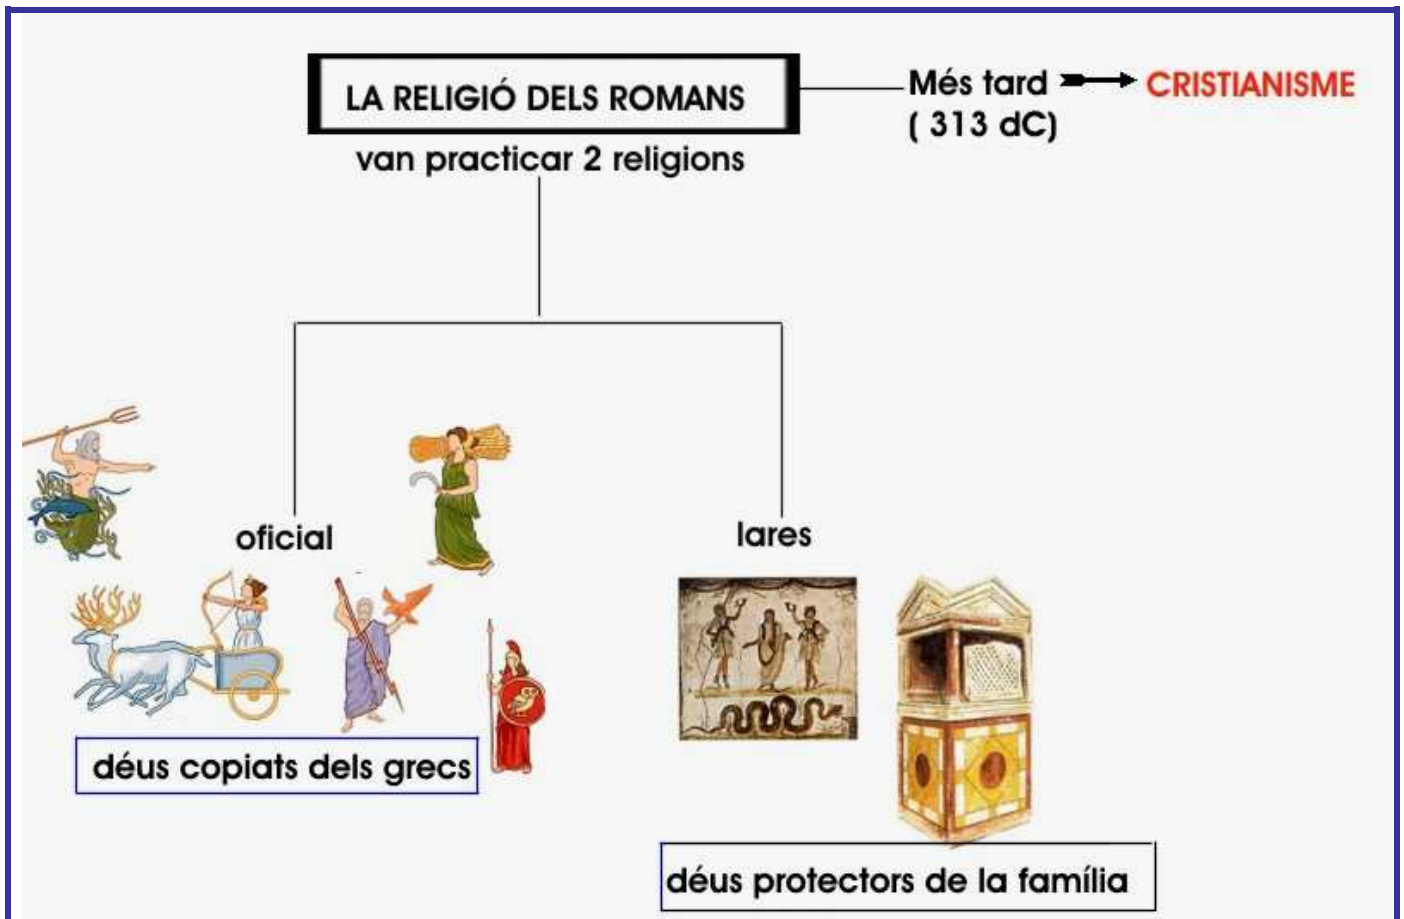 LA RELIGIÓ DELS ROMANS
Més tard
CRISTIANISME
( 313 dC)
van practicar 2 religions
oficial
lares
déus copiats dels grecs
déus protectors de la família